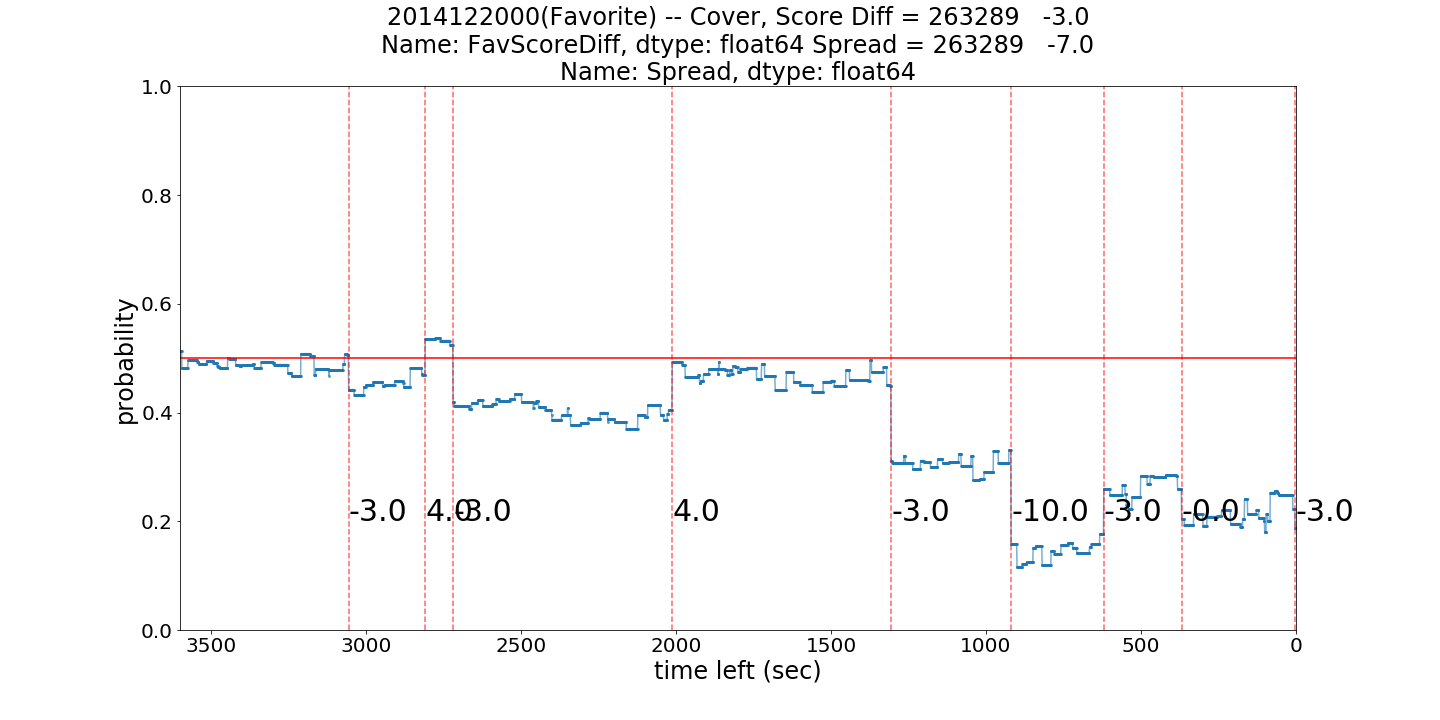 2014122000(Favorite) -- Cover, Score Diff = 263289   -3.0
Name: FavScoreDiff, dtype: float64 Spread = 263289   -7.0
Name: Spread, dtype: float64
1.0
0.8
0.6
0.4
0.2
0.0
probability
-3.0 4.0 -3.0 4.0 -3.0 -10.0 -3.0 -0.0 -3.0
3500 3000 2500 2000 1500 1000 500 0
time left (sec)